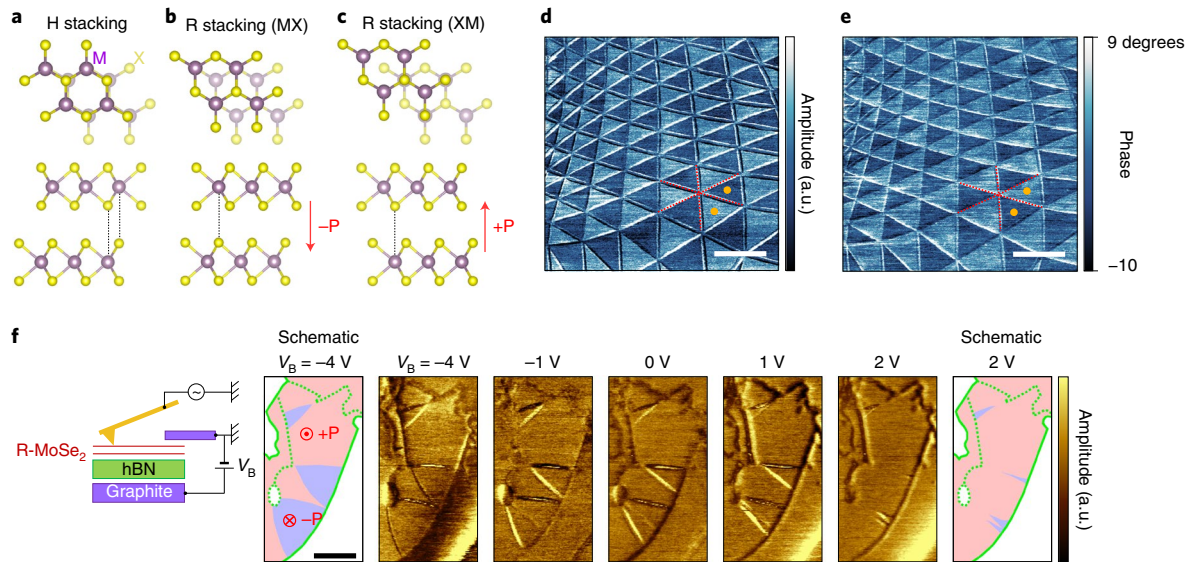 a H stacking
b R stacking (MX)
c R stacking (XM)
d
e
M
X
−P
+P
Amplitude (a.u.)
9 degrees
Phase
−10
f
Schematic
Schematic
V_B = −4 V
V_B = −4 V
−1 V
0 V
1 V
2 V
2 V
~
R-MoSe₂
hBN
Graphite
V_B
+P
−P
Amplitude (a.u.)